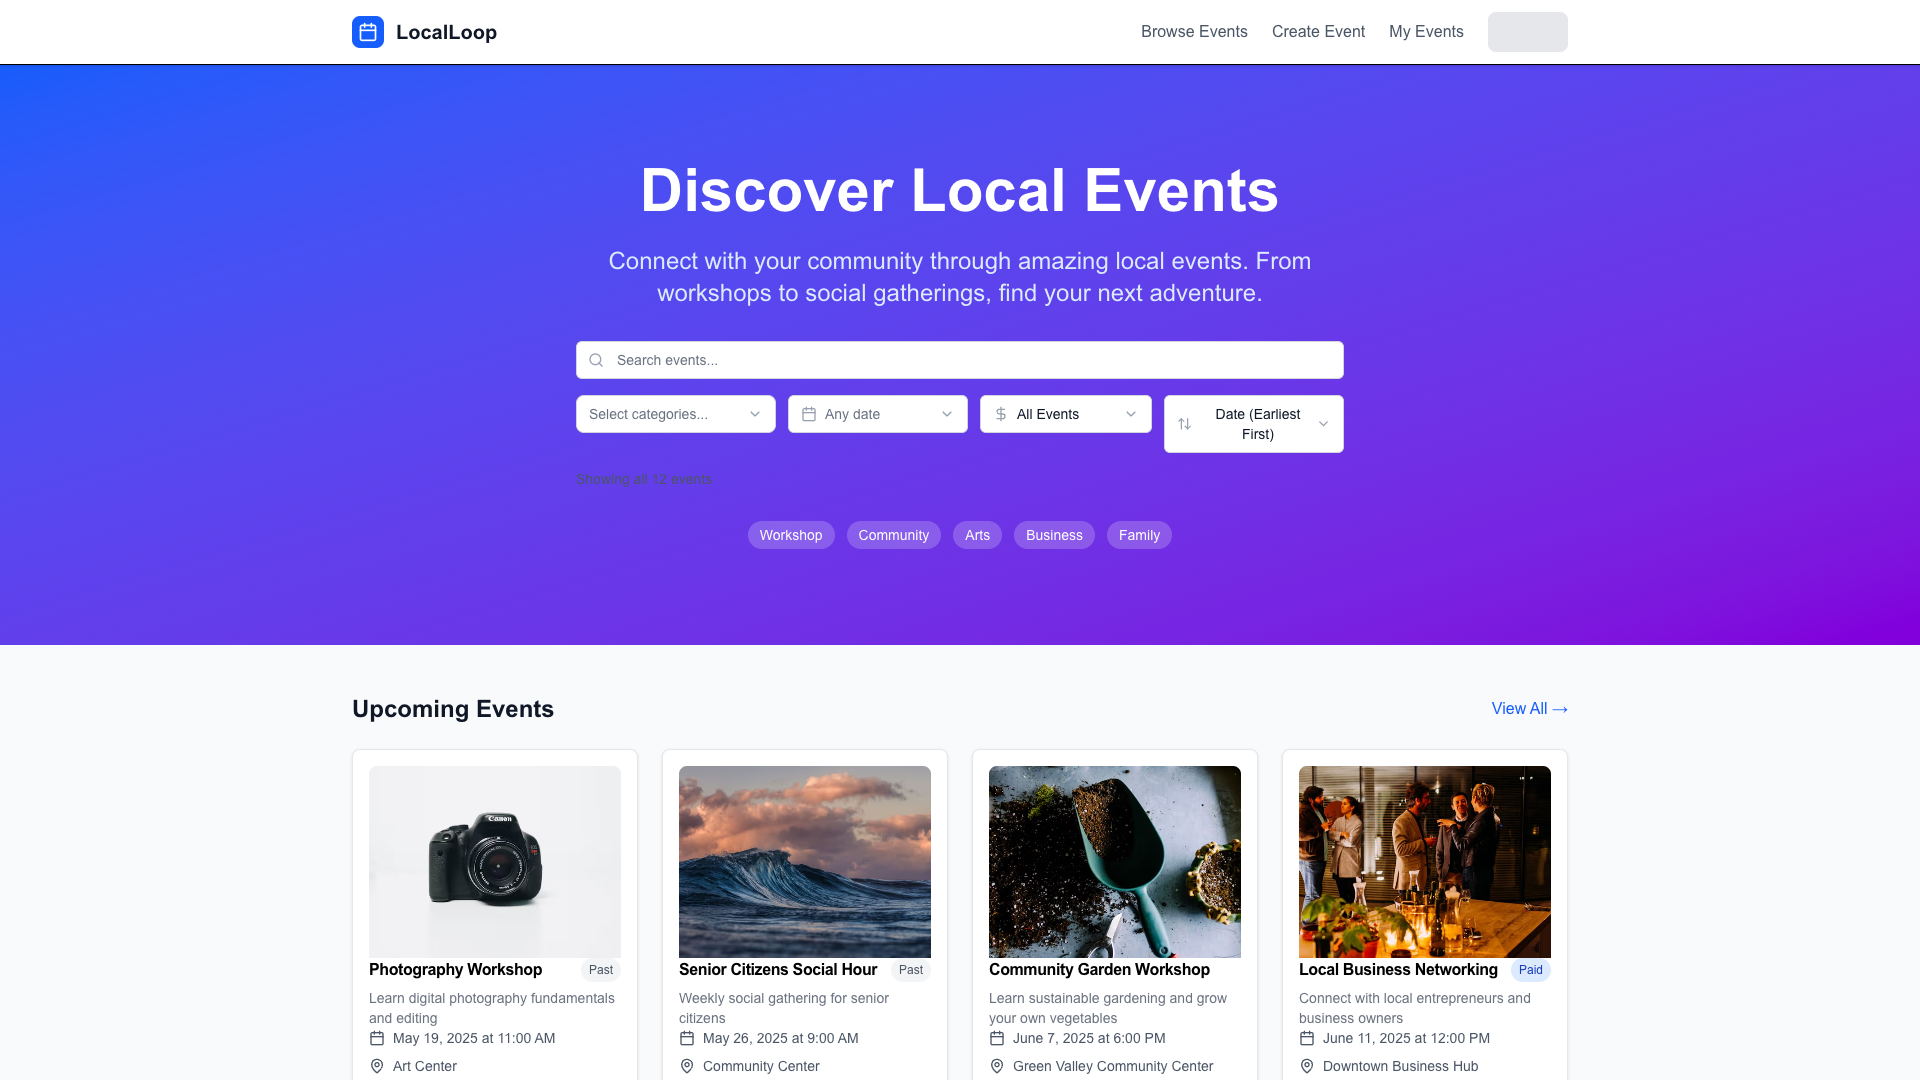 LocalLoop
Browse Events
Create Event
My Events
Discover Local Events
Connect with your community through amazing local events. From
workshops to social gatherings, find your next adventure.
Search events...
Select categories...
Any date
All Events
Date (Earliest
First)
Showing all 12 events
Workshop
Community
Arts
Business
Family
Upcoming Events
View All →
Canon
Photography Workshop
Past
Learn digital photography fundamentals
and editing
May 19, 2025 at 11:00 AM
Art Center
Senior Citizens Social Hour
Past
Weekly social gathering for senior
citizens
May 26, 2025 at 9:00 AM
Community Center
Community Garden Workshop
Learn sustainable gardening and grow
your own vegetables
June 7, 2025 at 6:00 PM
Green Valley Community Center
Local Business Networking
Paid
Connect with local entrepreneurs and
business owners
June 11, 2025 at 12:00 PM
Downtown Business Hub